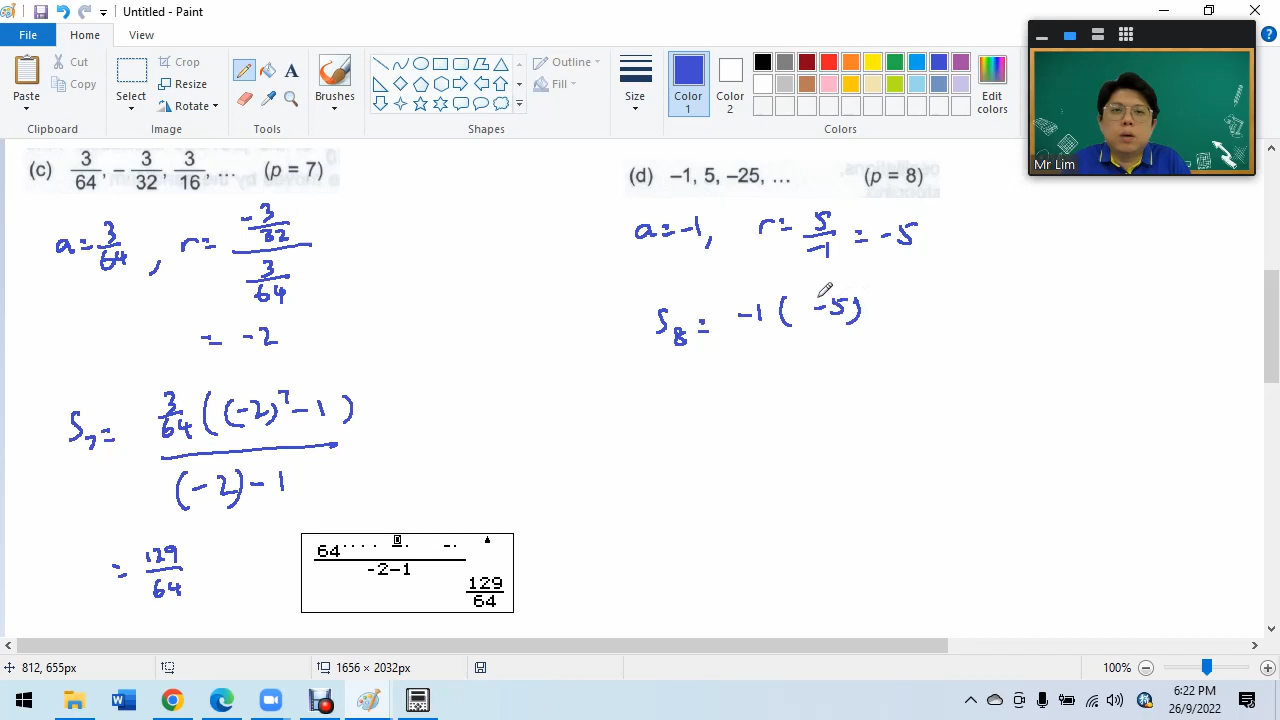 Untitled - Paint
File Home View
Paste
Cut
Copy
Clipboard
Select
Crop
Resize
Rotate
Image
A
Tools
Brushes
Shapes
Outline
Fill
Size
Color 1
Color 2
Edit colors
Colors
Mr Lim
(c) 3/64, -3/32, 3/16, ... (p = 7)
a = 3/64, r = (-3/32)/(3/64)
= -2
S7 = 3/64((-2)^7 - 1)
(-2) - 1
= 129/64
64
-2-1
129
64
(d) –1, 5, –25, … (p = 8)
a = -1, r = 5/-1 = -5
S8 = -1( -5)
812, 655px
1656 × 2032px
100%
6:22 PM
26/9/2022